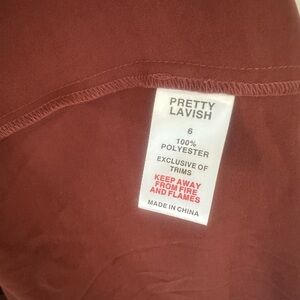 PRETTY
LAVISH
6
100%
POLYESTER
EXCLUSIVE OF
TRIMS
KEEP AWAY
FROM FIRE
AND FLAMES
MADE IN CHINA